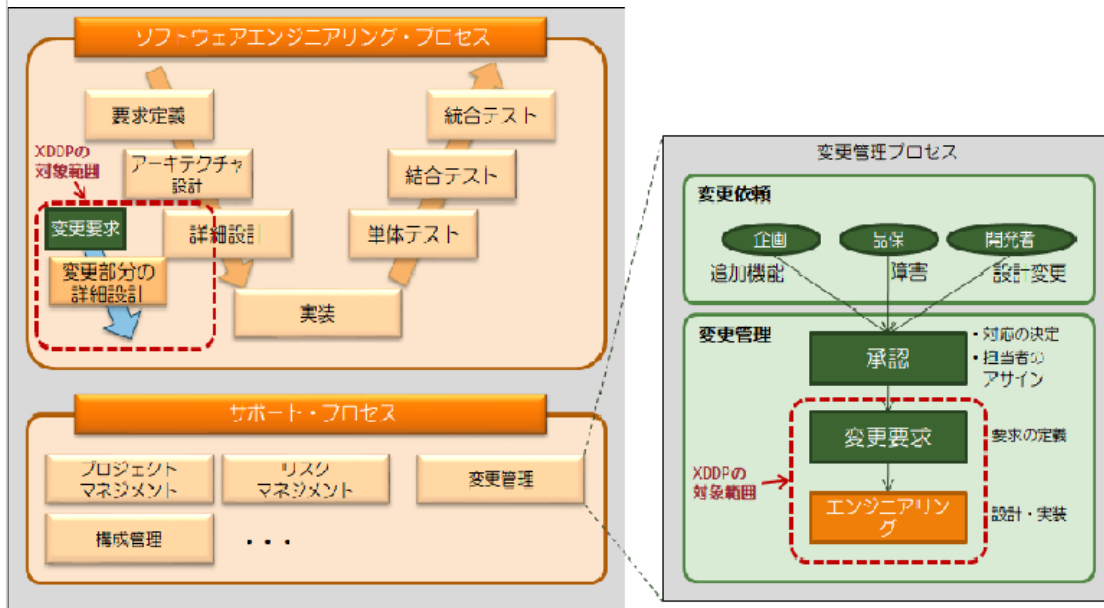 ソフトウェアエンジニアリング・プロセス
要求定義
アーキテクチャ
設計
詳細設計
実装
単体テスト
結合テスト
統合テスト
XDDPの
対象範囲
変更要求
変更部分の
詳細設計
サポート・プロセス
プロジェクト
マネジメント
リスク
マネジメント
変更管理
構成管理
・・・
変更管理プロセス
変更依頼
企画
品保
開発者
追加機能
障害
設計変更
変更管理
承認
・対応の決定
・担当者の
アサイン
変更要求
要求の定義
XDDPの
対象範囲
エンジニアリン
グ
設計・実装